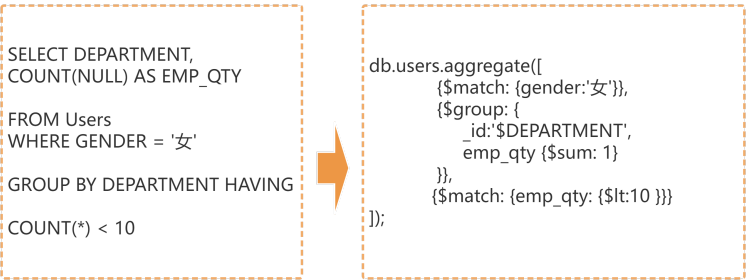 SELECT DEPARTMENT,
COUNT(NULL) AS EMP_QTY
FROM Users
WHERE GENDER = '女'
GROUP BY DEPARTMENT HAVING
COUNT(*) < 10
db.users.aggregate([
{$match: {gender:'女'}},
{$group: {
_id:'$DEPARTMENT',
emp_qty {$sum: 1}
}},
{$match: {emp_qty: {$lt:10 }}}
]);